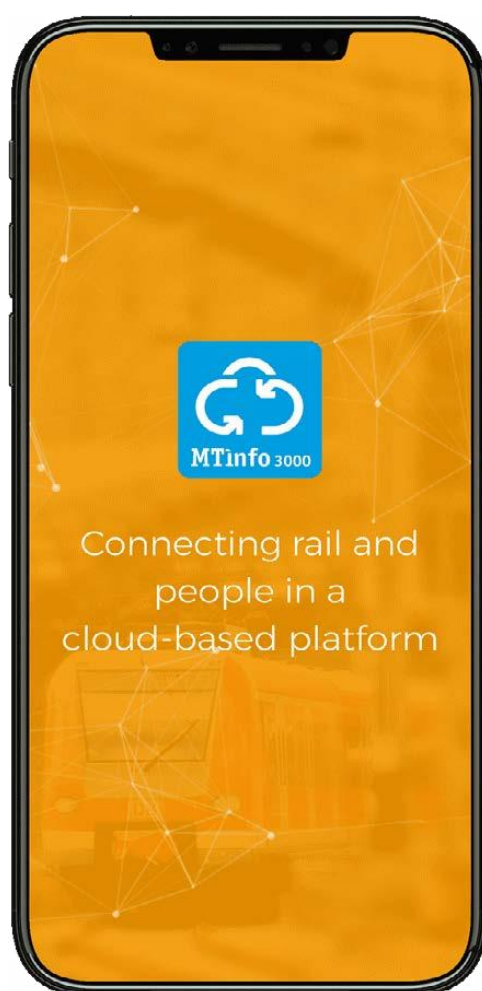 MTinfo 3000
Connecting rail and
people in a
cloud-based platform